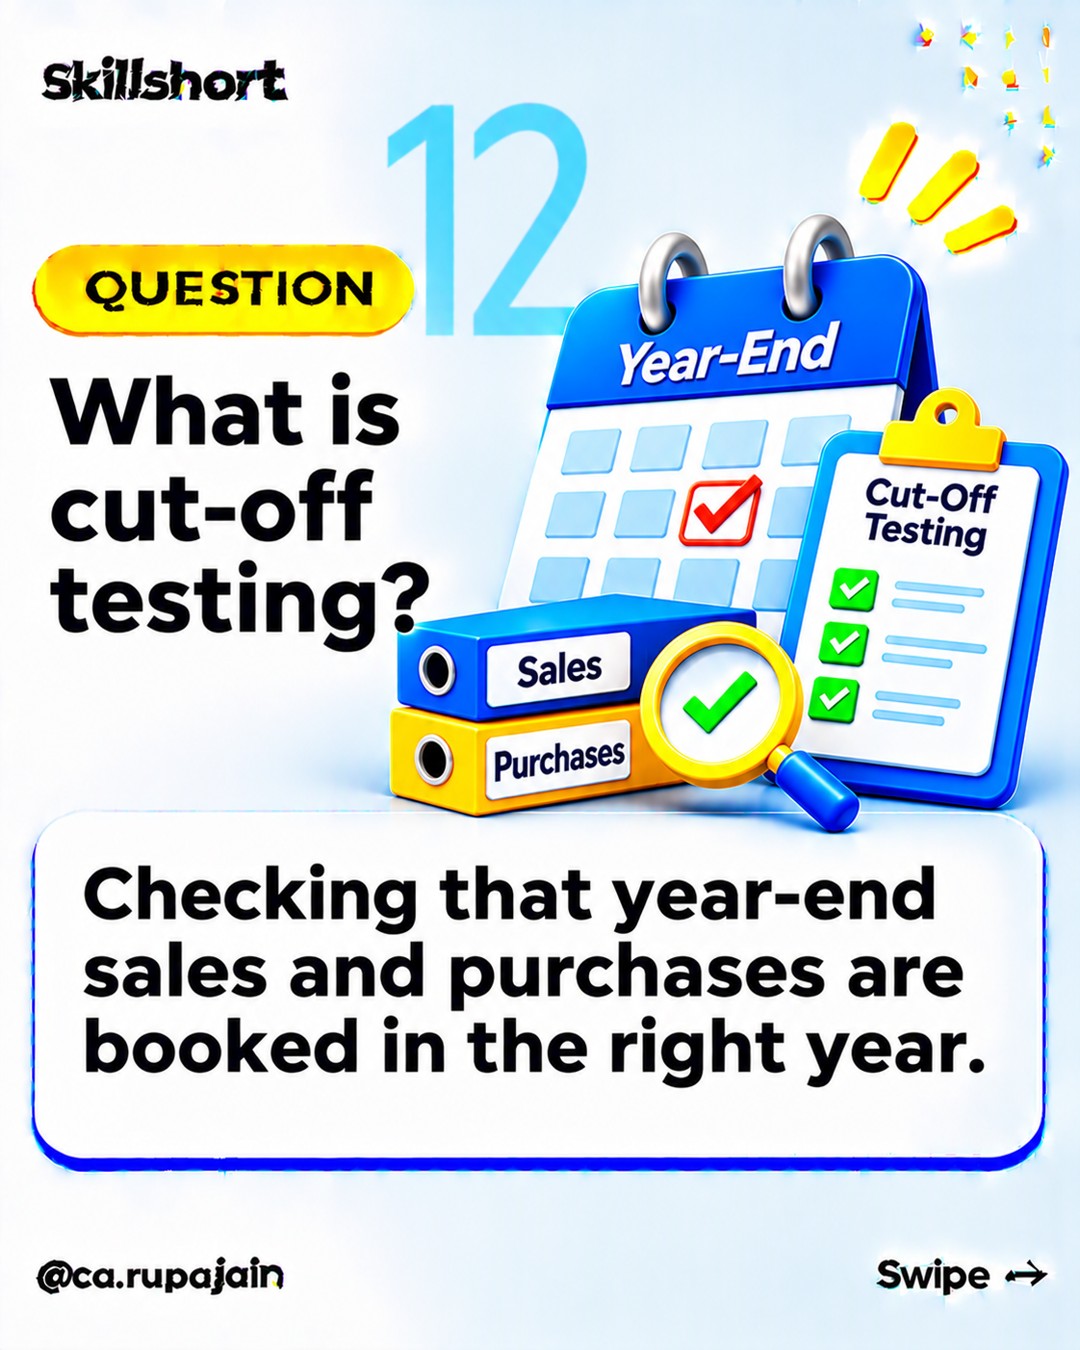 Skillshort
12
QUESTION
What is
cut-off
testing?
Year-End
Cut-Off
Testing
Sales
Purchases
Checking that year-end
sales and purchases are
booked in the right year.
@ca.rupajain
Swipe →